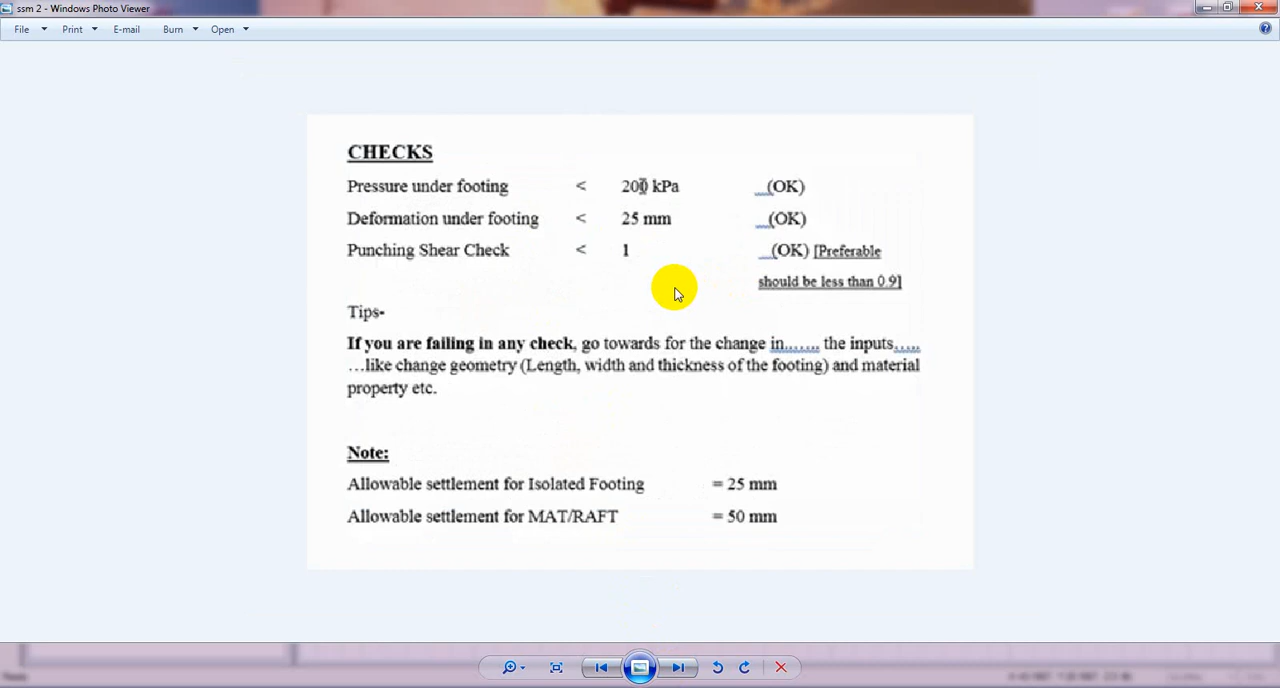 ssm 2 - Windows Photo Viewer
File Print E-mail Burn Open
CHECKS
Pressure under footing < 200 kPa (OK)
Deformation under footing < 25 mm (OK)
Punching Shear Check < 1 (OK) [Preferable
should be less than 0.9]
Tips-
If you are failing in any check, go towards for the change in....... the inputs.....
...like change geometry (Length, width and thickness of the footing) and material
property etc.
Note:
Allowable settlement for Isolated Footing = 25 mm
Allowable settlement for MAT/RAFT = 50 mm